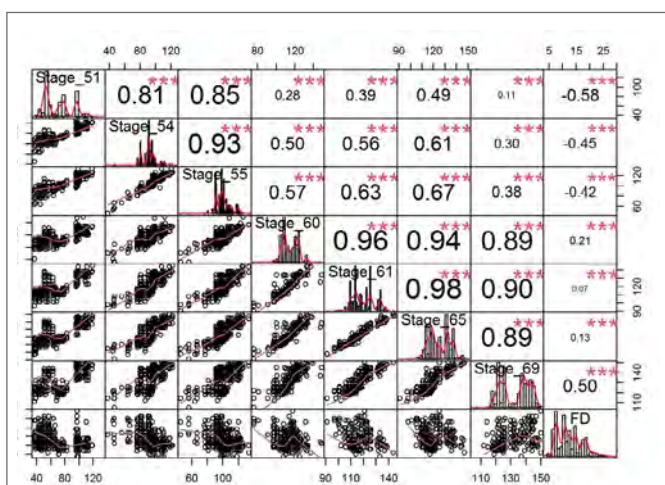 40 80 120 80 120 90 120 150 5 15 25
Stage_51 *** *** *** *** *** *** ***
0.81 0.85 0.28 0.39 0.49 0.11 -0.58 40 100
Stage_54 *** *** *** *** *** ***
0.93 0.50 0.56 0.61 0.30 -0.45
Stage_55 *** *** *** *** ***
0.57 0.63 0.67 0.38 -0.42 60 120
Stage_60 *** *** *** ***
0.96 0.94 0.89 0.21
Stage_61 *** *** ***
0.98 0.90 0.07 90 120
Stage_65 *** ***
0.89 0.13
Stage_69 ***
0.50 110 140
FD
40 80 120 60 100 90 110 140 110 130 150